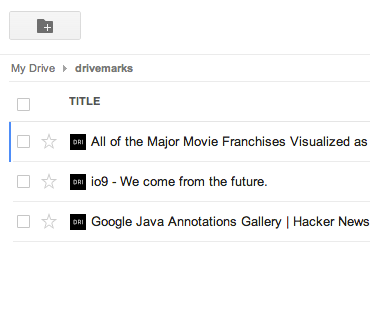 My Drive drivemarks
TITLE
DRI All of the Major Movie Franchises Visualized as
DRI io9 - We come from the future.
DRI Google Java Annotations Gallery | Hacker News